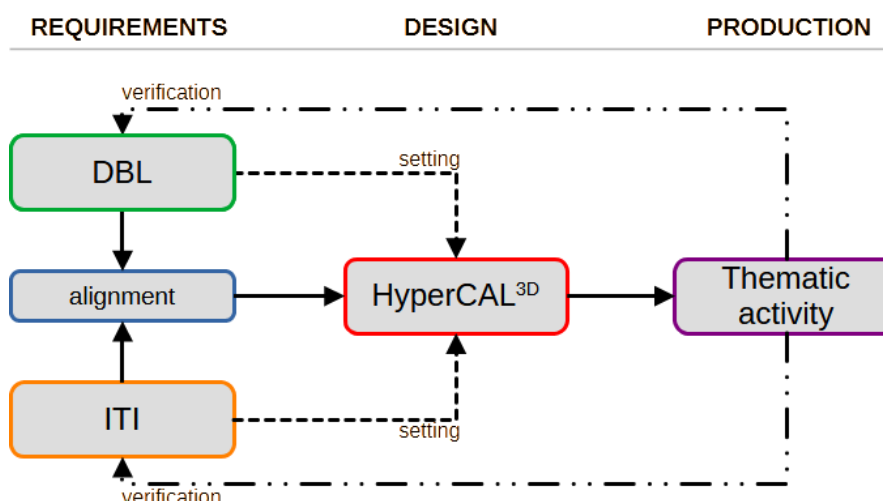 REQUIREMENTS DESIGN PRODUCTION
verification
DBL
setting
alignment
HyperCAL3D
Thematic
activity
ITI
setting
verification